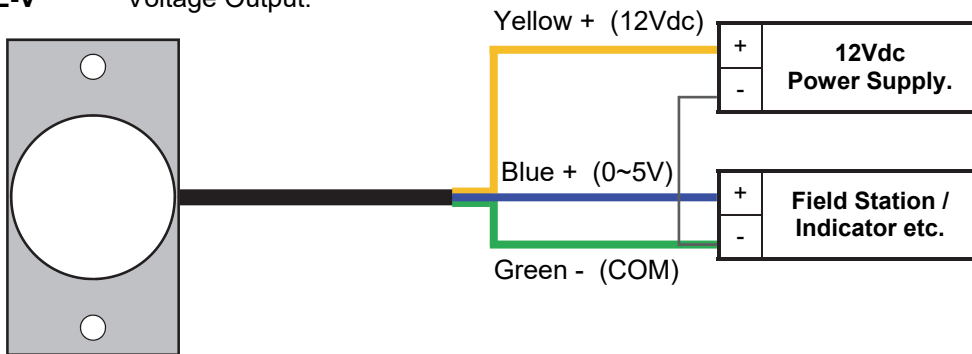 Voltage Output.
Yellow + (12Vdc)
+
-
12Vdc
Power Supply.
Blue + (0~5V)
+
-
Field Station /
Indicator etc.
Green - (COM)